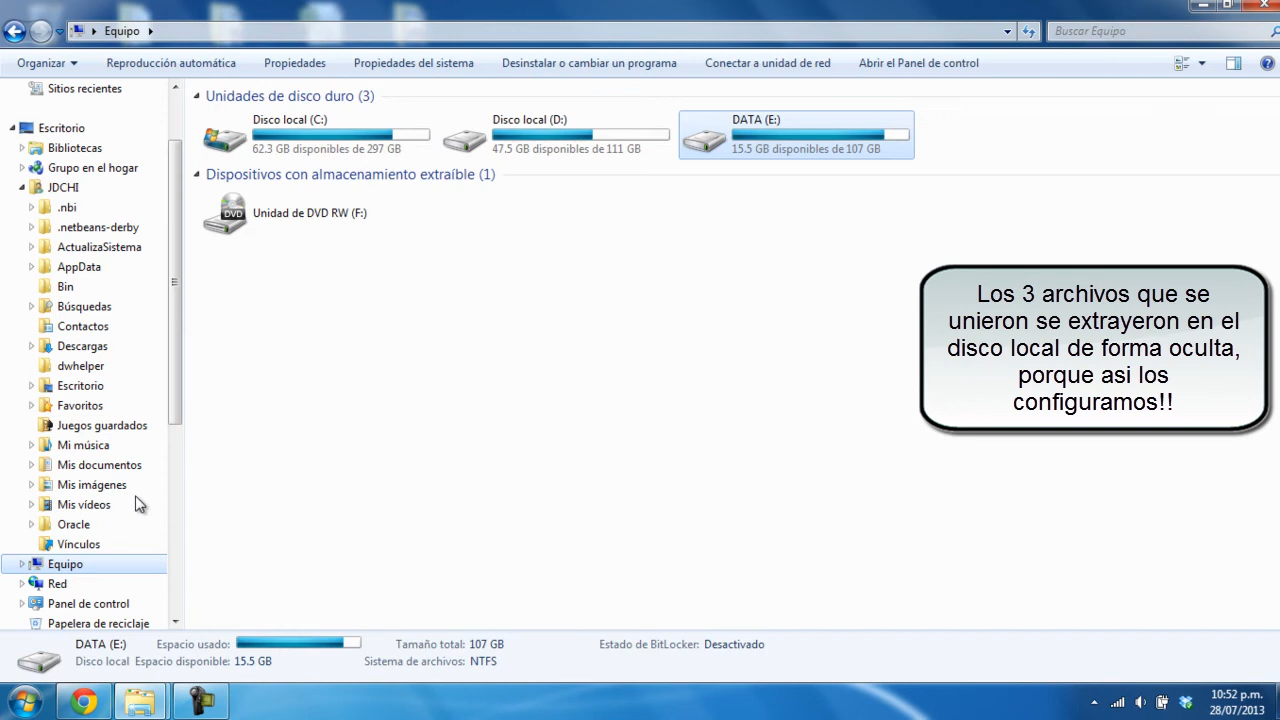 Equipo
Buscar Equipo
Organizar
Reproducción automática
Propiedades
Propiedades del sistema
Desinstalar o cambiar un programa
Conectar a unidad de red
Abrir el Panel de control
Sitios recientes
Escritorio
Bibliotecas
Grupo en el hogar
JDCHI
.nbi
.netbeans-derby
ActualizaSistema
AppData
Bin
Búsquedas
Contactos
Descargas
dwhelper
Escritorio
Favoritos
Juegos guardados
Mi música
Mis documentos
Mis imágenes
Mis vídeos
Oracle
Vínculos
Equipo
Red
Panel de control
Papelera de reciclaje
Unidades de disco duro (3)
Disco local (C:)
62.3 GB disponibles de 297 GB
Disco local (D:)
47.5 GB disponibles de 111 GB
DATA (E:)
15.5 GB disponibles de 107 GB
Dispositivos con almacenamiento extraíble (1)
DVD
Unidad de DVD RW (F:)
Los 3 archivos que se
unieron se extrayeron en el
disco local de forma oculta,
porque asi los
configuramos!!
DATA (E:)
Espacio usado:
Tamaño total: 107 GB
Estado de BitLocker: Desactivado
Disco local
Espacio disponible: 15.5 GB
Sistema de archivos: NTFS
10:52 p.m.
28/07/2013